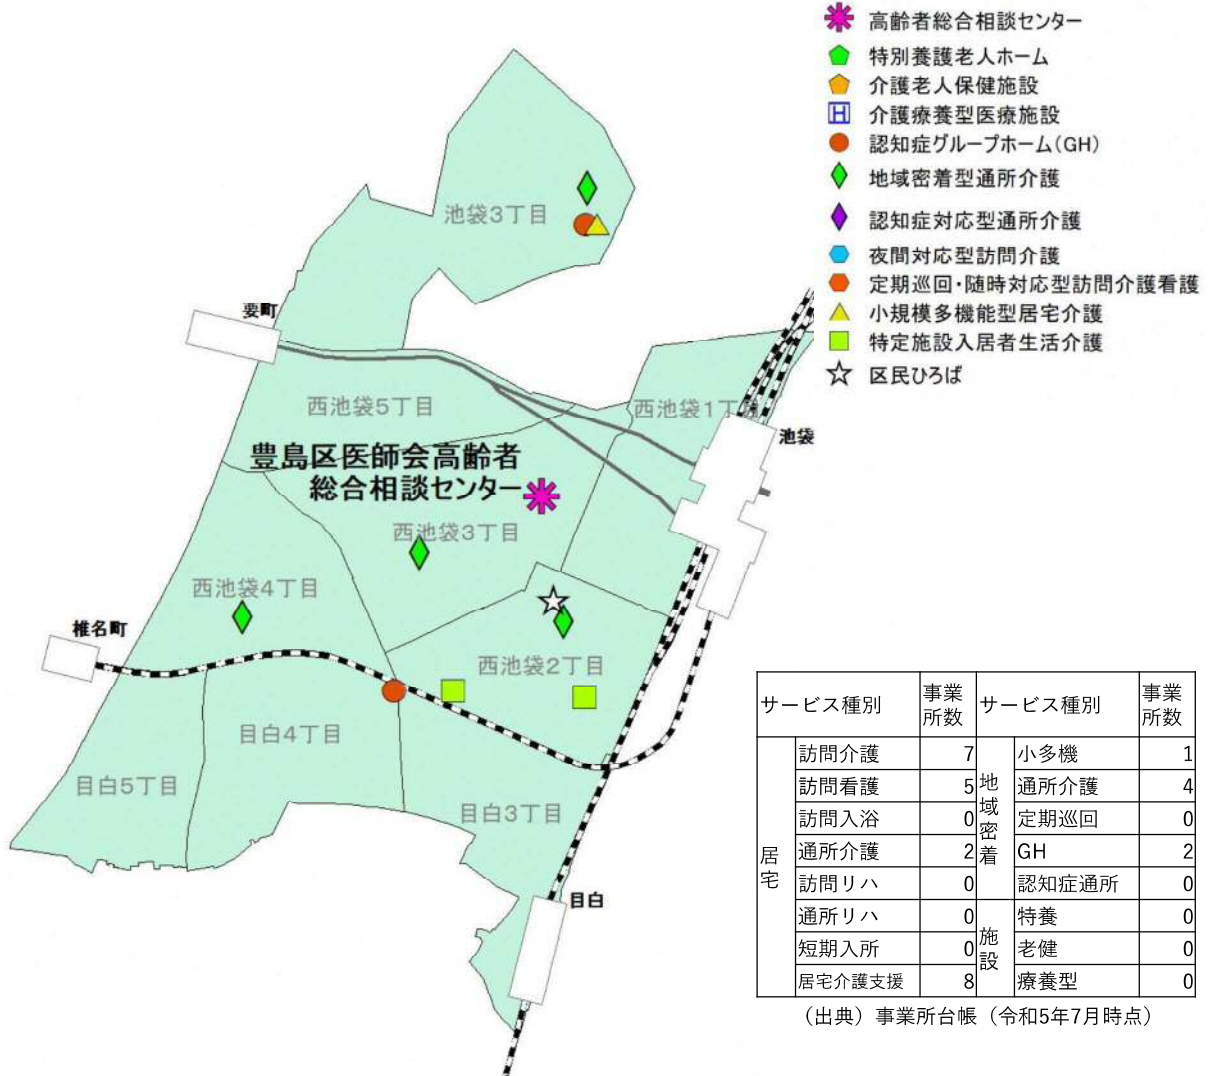 高齢者総合相談センター
特別養護老人ホーム
介護老人保健施設
H 介護療養型医療施設
認知症グループホーム(GH)
地域密着型通所介護
認知症対応型通所介護
夜間対応型訪問介護
定期巡回・随時対応型訪問介護看護
小規模多機能型居宅介護
特定施設入居者生活介護
区民ひろば
池袋3丁目
要町
西池袋5丁目
西池袋1丁目
池袋
豊島区医師会高齢者
総合相談センター
西池袋3丁目
西池袋4丁目
椎名町
西池袋2丁目
目白4丁目
目白5丁目
目白3丁目
目白
サービス種別 事業所数 サービス種別 事業所数
居宅 訪問介護 7 地域密着 小多機 1
訪問看護 5 通所介護 4
訪問入浴 0 定期巡回 0
通所介護 2 GH 2
訪問リハ 0 認知症通所 0
通所リハ 0 施設 特養 0
短期入所 0 老健 0
居宅介護支援 8 療養型 0
（出典）事業所台帳（令和5年7月時点）